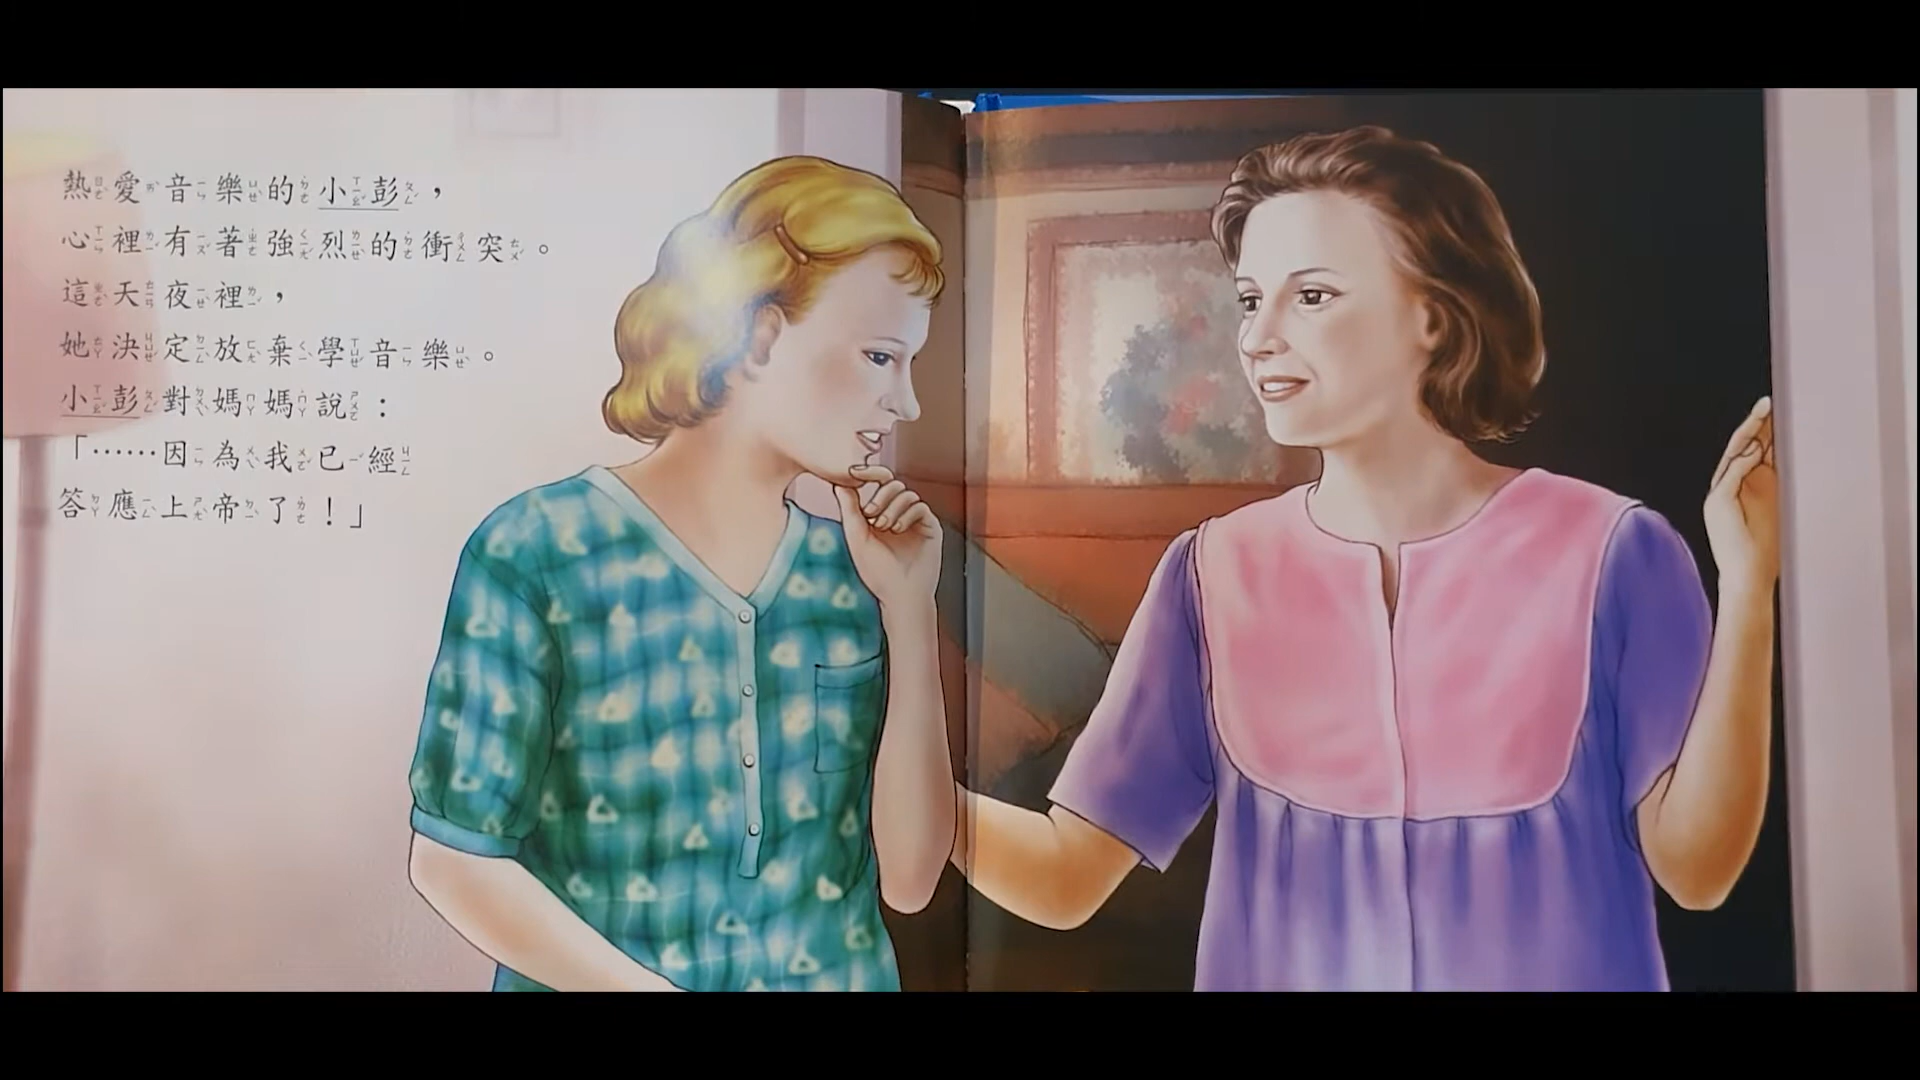 熱愛音樂的小彭，
心裡有著強烈的衝突。
這天夜裡，
她決定放棄學音樂。
小彭對媽媽說：
「⋯⋯因為我已經
答應上帝了！」